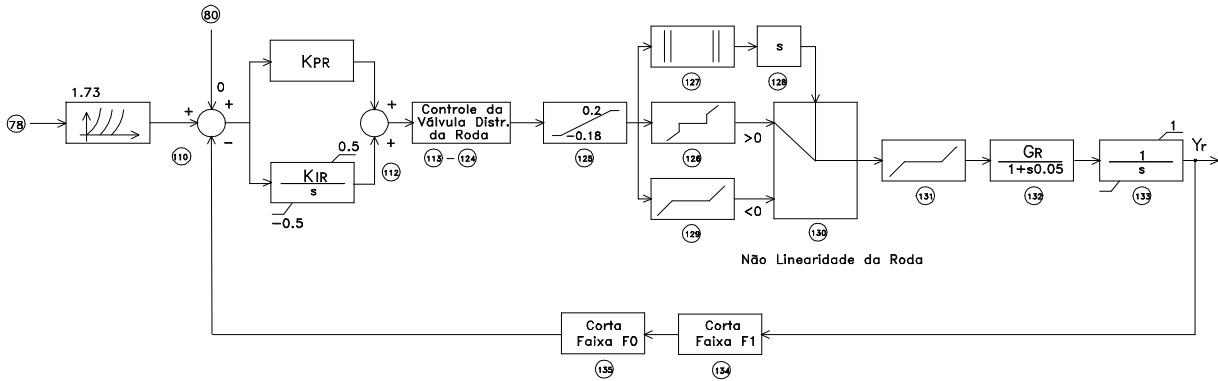 80
78
1.73
110
+
0
+
−
KPR
KIR
s
0.5
−0.5
+
+
112
Controle da
Válvula Distr.
da Roda
113 − 124
0.2
−0.18
125
127
s
128
126
>0
129
<0
130
Não Linearidade da Roda
131
GR
1+s0.05
132
1
1
s
133
Yr
Corta
Faixa F0
135
Corta
Faixa F1
134